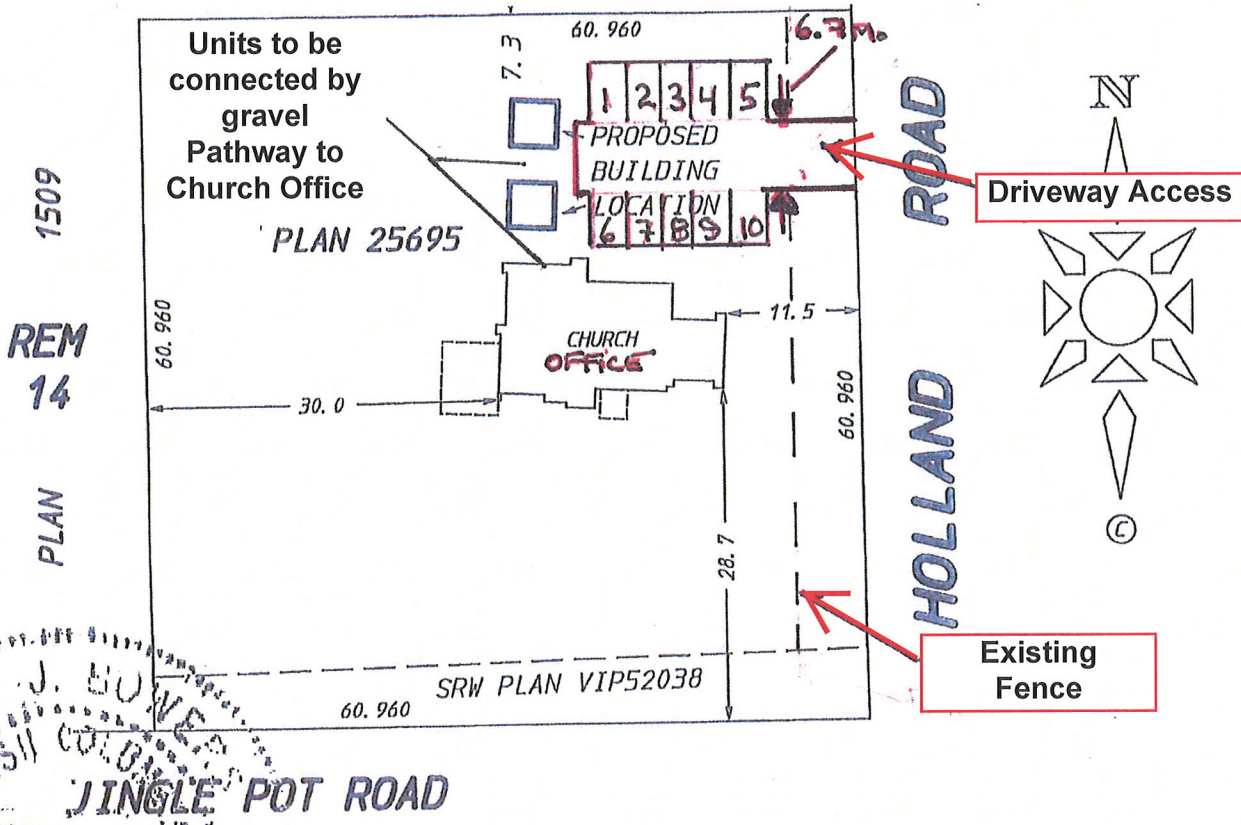 60.960
6.7 M.
Units to be
connected by
gravel
Pathway to
Church Office
7.3
1 2 3 4 5
PROPOSED
BUILDING
LOCATION
6 7 8 9 10
ROAD
N
Driveway Access
1509
PLAN 25695
60.960
11.5
REM
14
CHURCH
OFFICE
30.0
60.960
HOLLAND
C
PLAN
28.7
Existing
Fence
SRW PLAN VIP52038
60.960
J.
JINGLE POT ROAD